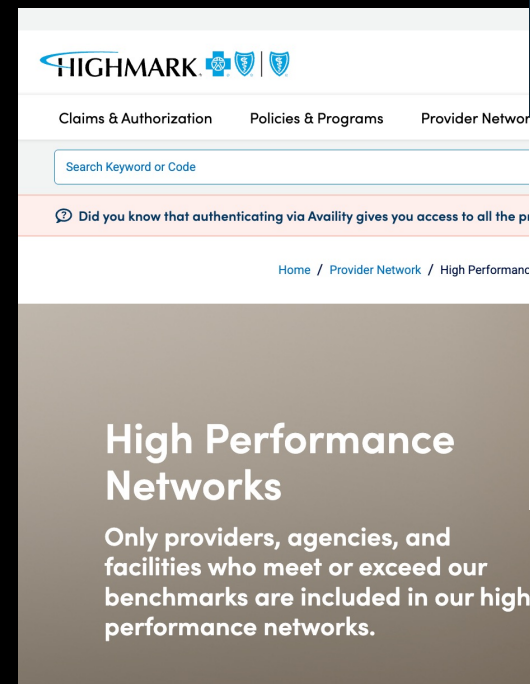 HIGHMARK
Claims & Authorization Policies & Programs Provider
Search Keyword or Code
Did you know that authenticating via Availity gives you access to all the
Home / Provider Network / High
High Performance
Networks
Only providers, agencies, and
facilities who meet or exceed our
benchmarks are included in our high
performance networks.